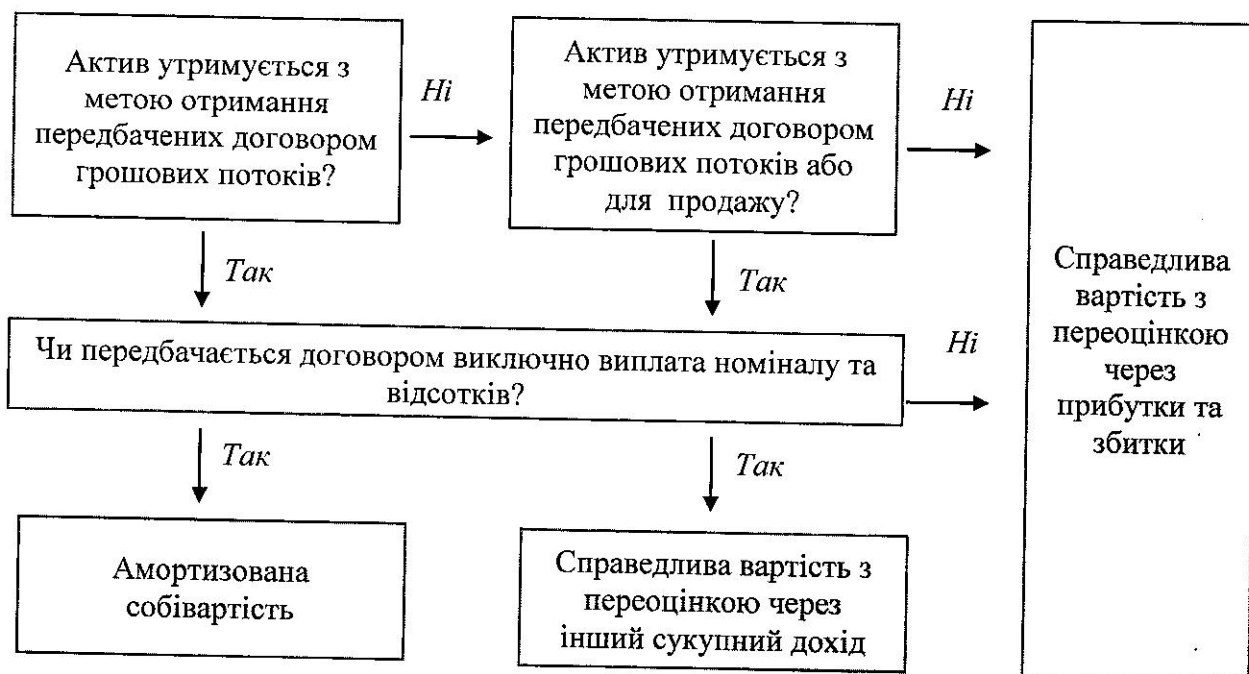 Актив утримується з
метою отримання
передбачених договором
грошових потоків?
Ні
Актив утримується з
метою отримання
передбачених договором
грошових потоків або
для продажу?
Ні
Так
Так
Чи передбачається договором виключно виплата номіналу та
відсотків?
Ні
Так
Так
Амортизована
собівартість
Справедлива вартість з
переоцінкою через
інший сукупний дохід
Справедлива
вартість з
переоцінкою
через
прибутки та
збитки